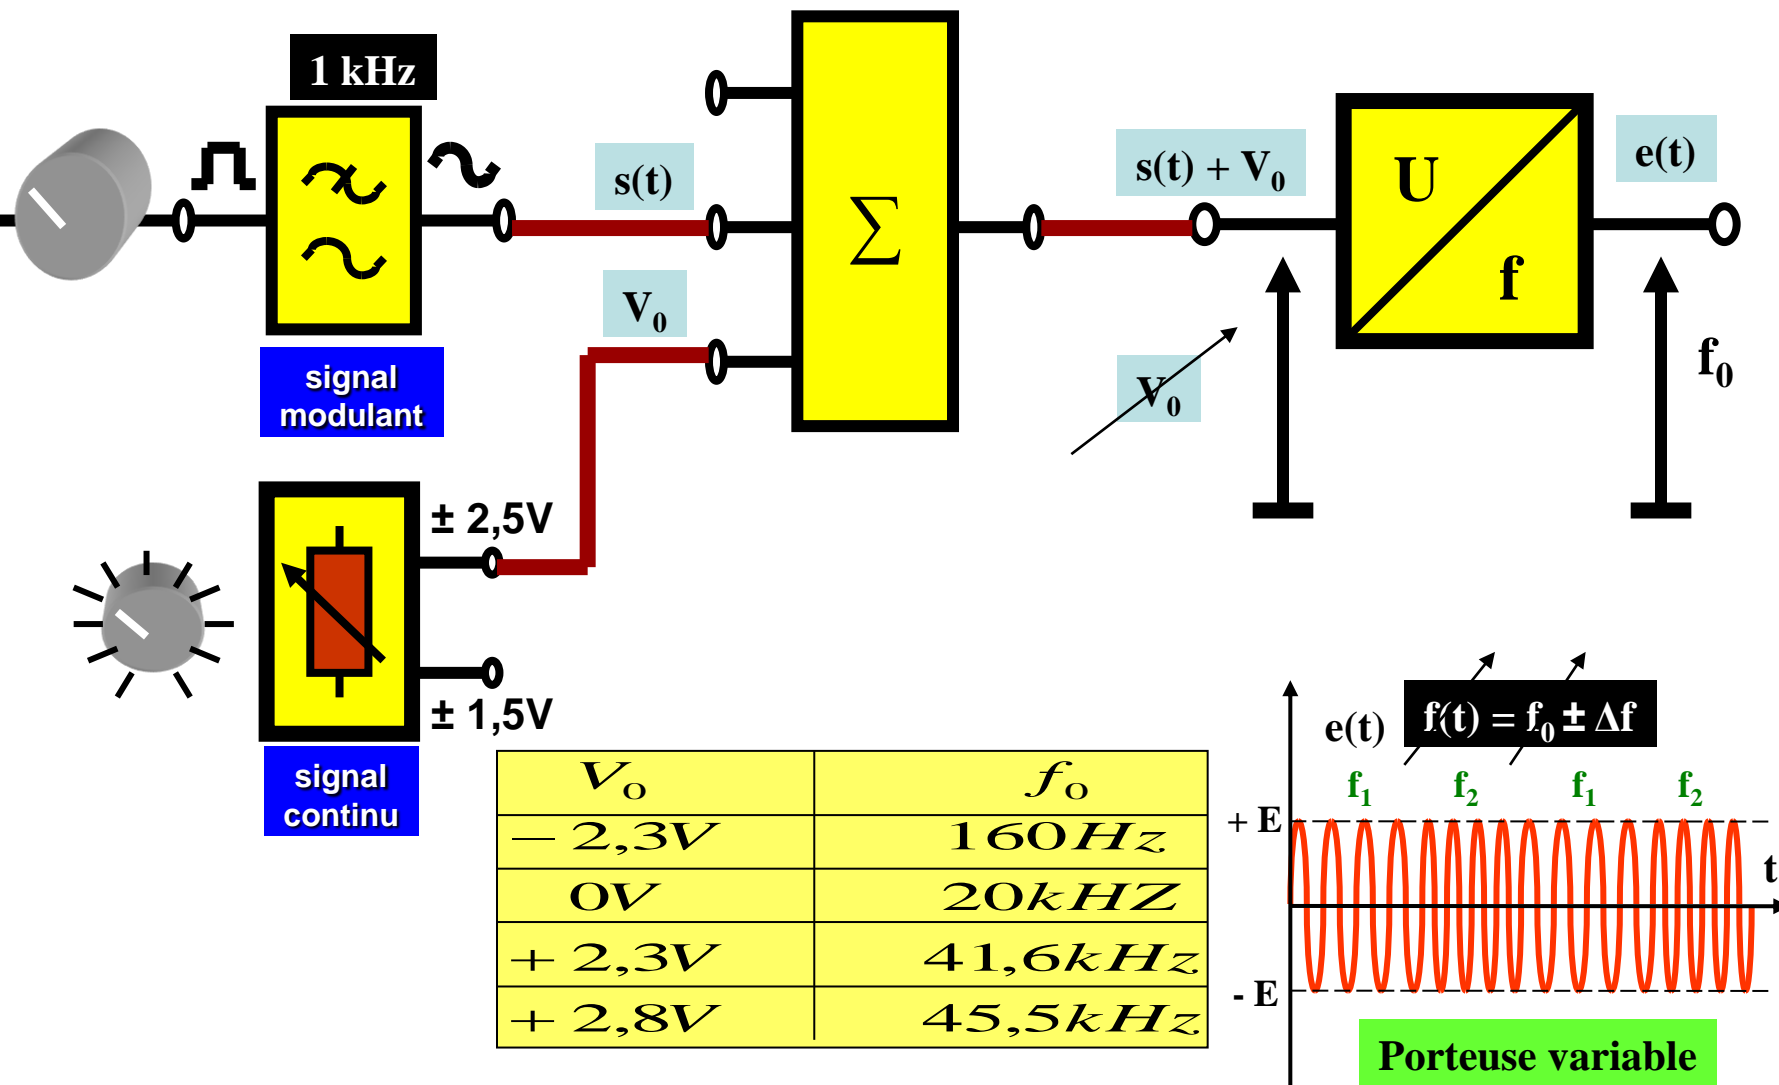 1 kHz
s(t)
V₀
signal
modulant
Σ
s(t) + V₀
V₀
U
f
e(t)
f₀
± 2,5V
± 1,5V
signal
continu
V₀ f₀
− 2,3V 160Hz
0V 20kHZ
+ 2,3V 41,6kHz
+ 2,8V 45,5kHz
e(t)
f(t) = f₀ ± Δf
f₁ f₂ f₁ f₂
+ E
t
- E
Porteuse variable